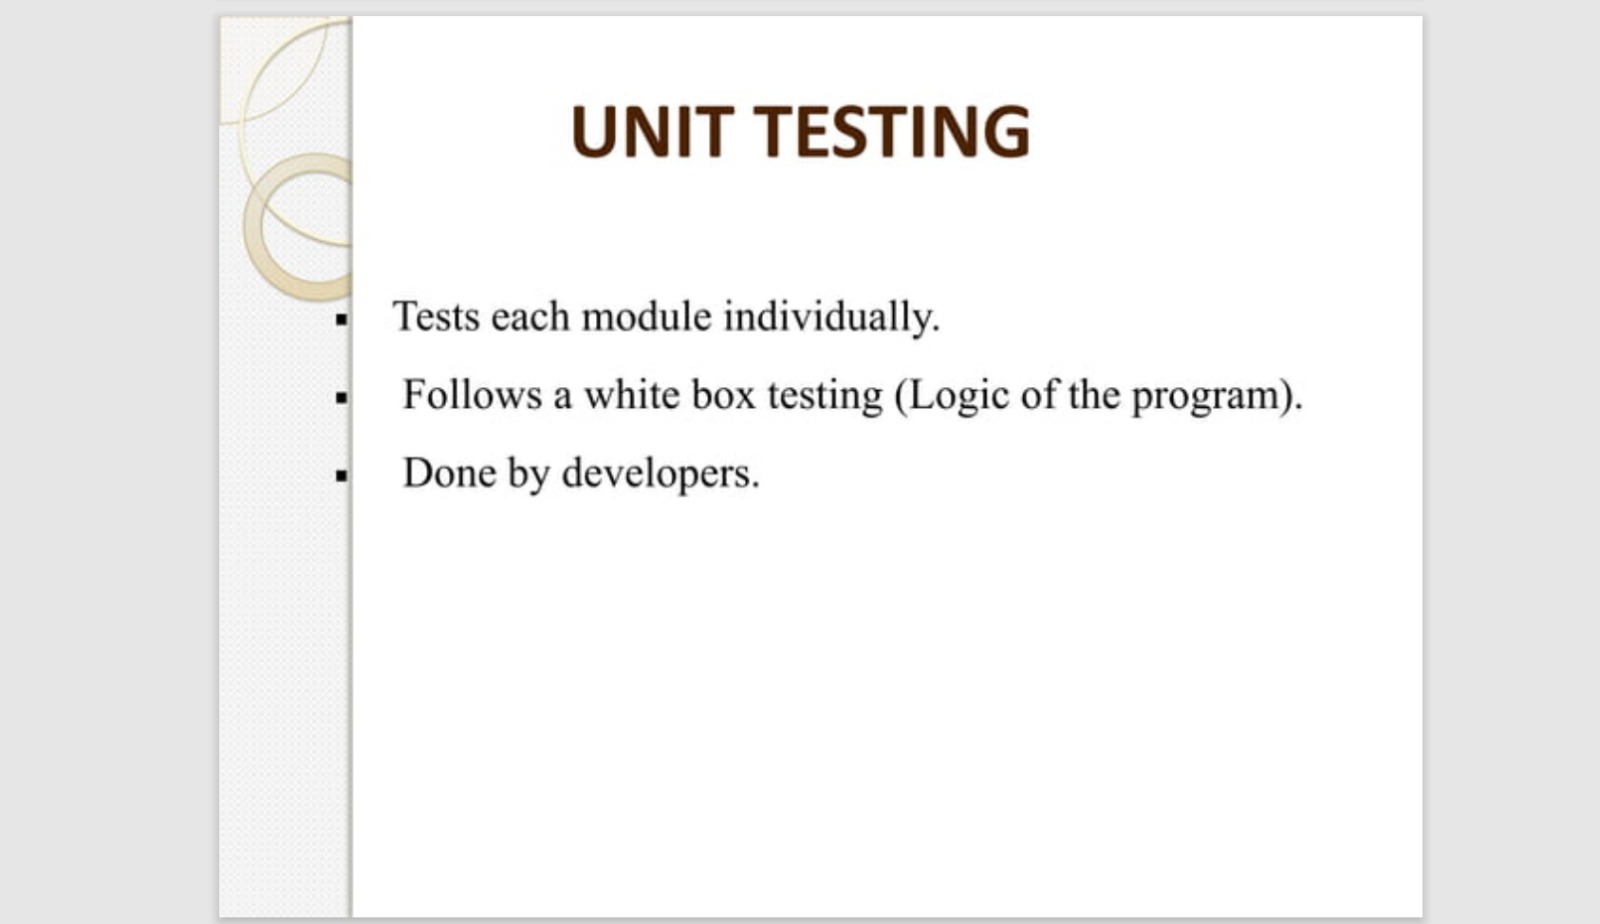 UNIT TESTING
▪ Tests each module individually.
▪ Follows a white box testing (Logic of the program).
▪ Done by developers.